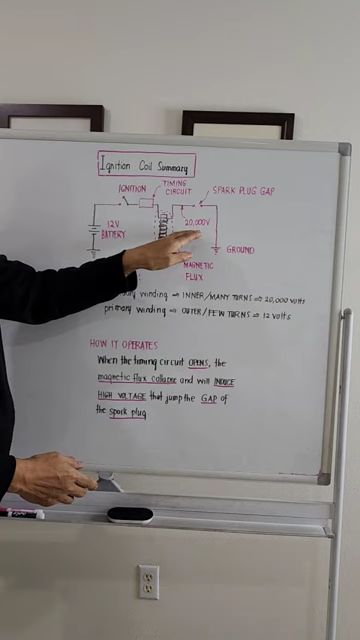 Ignition Coil Summary
IGNITION
TIMING
CIRCUIT
SPARK PLUG GAP
12V
BATTERY
20,000V
GROUND
MAGNETIC
FLUX
winding ⇒ INNER/MANY TURNS ⇒ 20,000 volts
primary winding ⇒ OUTER/FEW TURNS ⇒ 12 volts
HOW IT OPERATES
When the timing circuit OPENS, the
magnetic flux collapse and will INDUCE
HIGH VOLTAGE that jump the GAP of
the spark plug